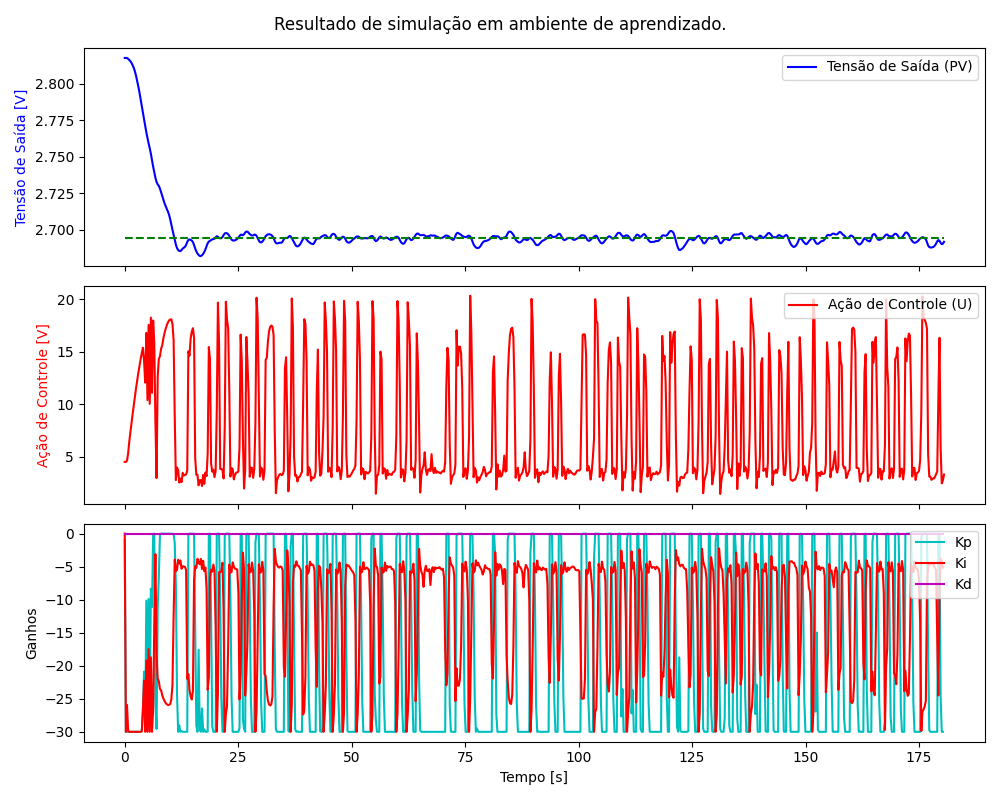 Resultado de simulação em ambiente de aprendizado.
Tensão de Saída [V]
2.800
2.775
2.750
2.725
2.700
Tensão de Saída (PV)
Ação de Controle [V]
20
15
10
5
Ação de Controle (U)
Ganhos
0
−5
−10
−15
−20
−25
−30
Kp
Ki
Kd
0 25 50 75 100 125 150 175
Tempo [s]